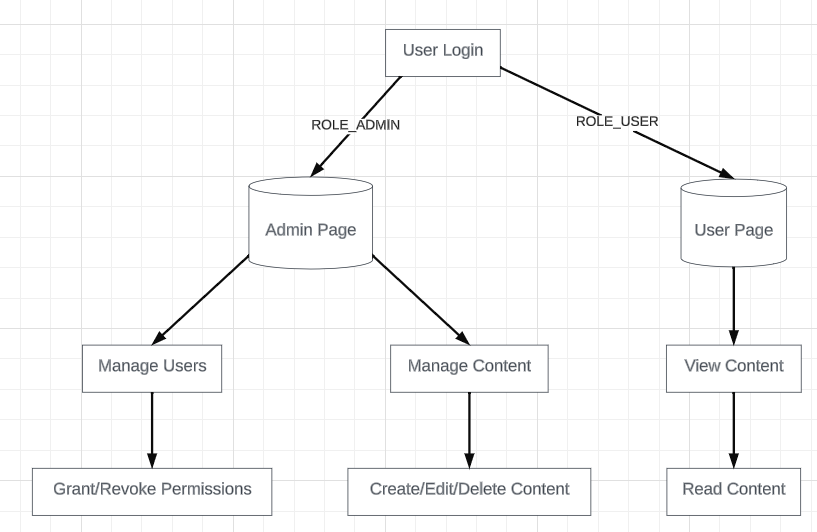 User Login
ROLE_ADMIN
ROLE_USER
Admin Page
User Page
Manage Users
Manage Content
View Content
Grant/Revoke Permissions
Create/Edit/Delete Content
Read Content